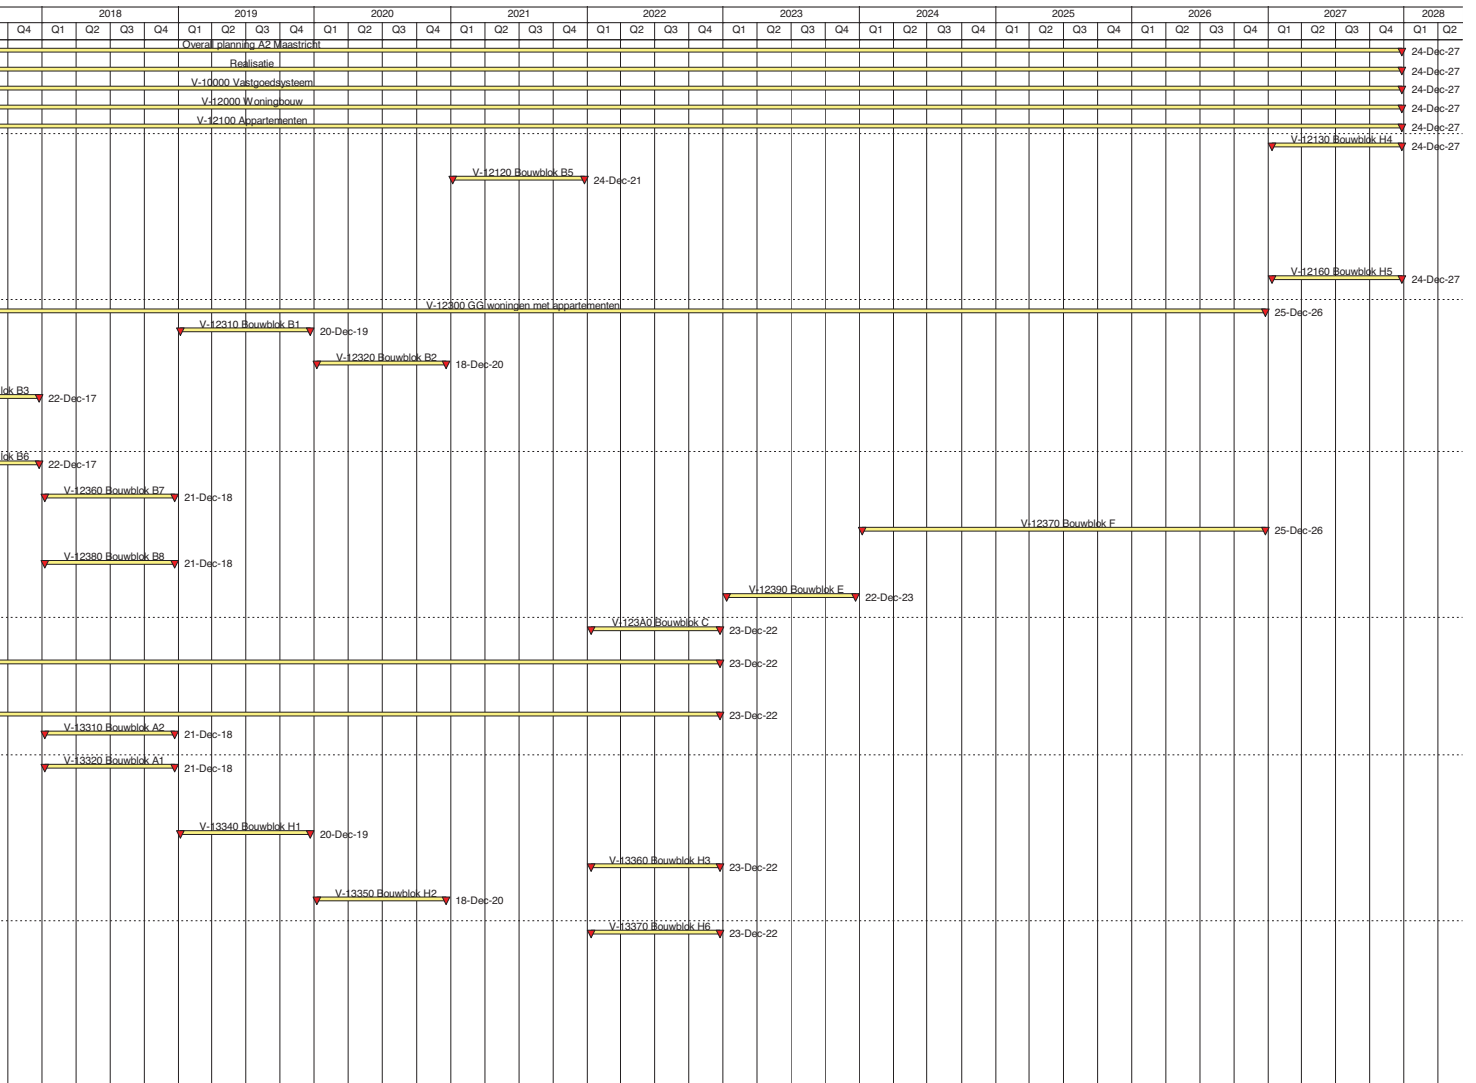 2018 2019 2020 2021 2022 2023 2024 2025 2026 2027 2028
Q4 Q1 Q2 Q3 Q4 Q1 Q2 Q3 Q4 Q1 Q2 Q3 Q4 Q1 Q2 Q3 Q4 Q1 Q2 Q3 Q4 Q1 Q2 Q3 Q4 Q1 Q2 Q3 Q4 Q1 Q2 Q3 Q4 Q1 Q2 Q3 Q4 Q1 Q2 Q3 Q4 Q1 Q2
Overall planning A2 Maastricht
24-Dec-27
Realisatie
24-Dec-27
V-10000 Vastgoedsysteem
24-Dec-27
V-12000 Woningbouw
24-Dec-27
V-12100 Appartementen
24-Dec-27
V-12130 Bouwblok H4
24-Dec-27
V-12120 Bouwblok B5
24-Dec-21
V-12160 Bouwblok H5
24-Dec-27
V-12300 GG woningen met appartementen
25-Dec-26
V-12310 Bouwblok B1
20-Dec-19
V-12320 Bouwblok B2
18-Dec-20
lok B3
22-Dec-17
lok B6
22-Dec-17
V-12360 Bouwblok B7
21-Dec-18
V-12370 Bouwblok F
25-Dec-26
V-12380 Bouwblok B8
21-Dec-18
V-12390 Bouwblok E
22-Dec-23
V-123A0 Bouwblok C
23-Dec-22
23-Dec-22
23-Dec-22
V-13310 Bouwblok A2
21-Dec-18
V-13320 Bouwblok A1
21-Dec-18
V-13340 Bouwblok H1
20-Dec-19
V-13360 Bouwblok H3
23-Dec-22
V-13350 Bouwblok H2
18-Dec-20
V-13370 Bouwblok H6
23-Dec-22